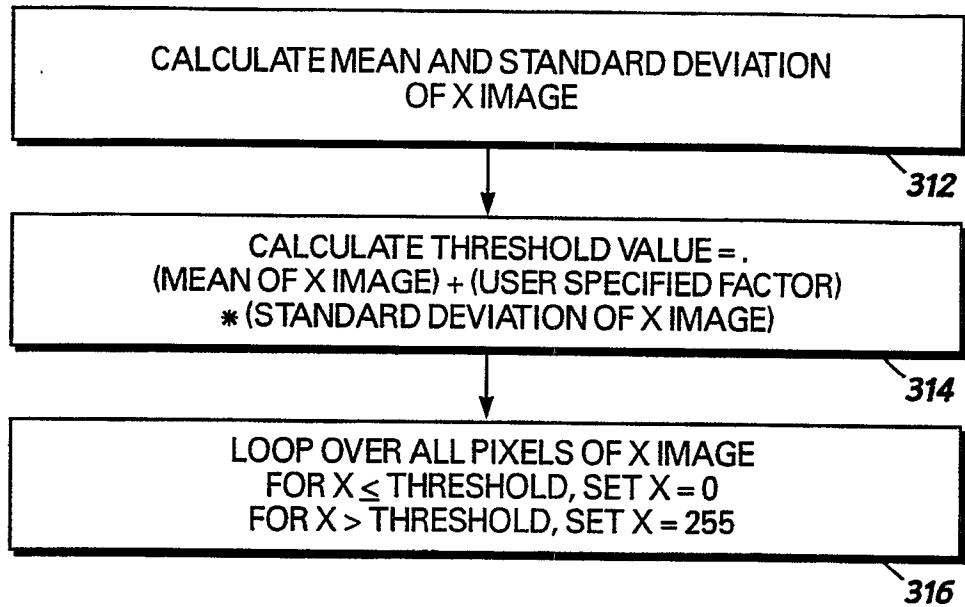 CALCULATE MEAN AND STANDARD DEVIATION
OF X IMAGE
312
CALCULATE THRESHOLD VALUE = .
(MEAN OF X IMAGE) + (USER SPECIFIED FACTOR)
* (STANDARD DEVIATION OF X IMAGE)
314
LOOP OVER ALL PIXELS OF X IMAGE
FOR X ≤ THRESHOLD, SET X = 0
FOR X > THRESHOLD, SET X = 255
316